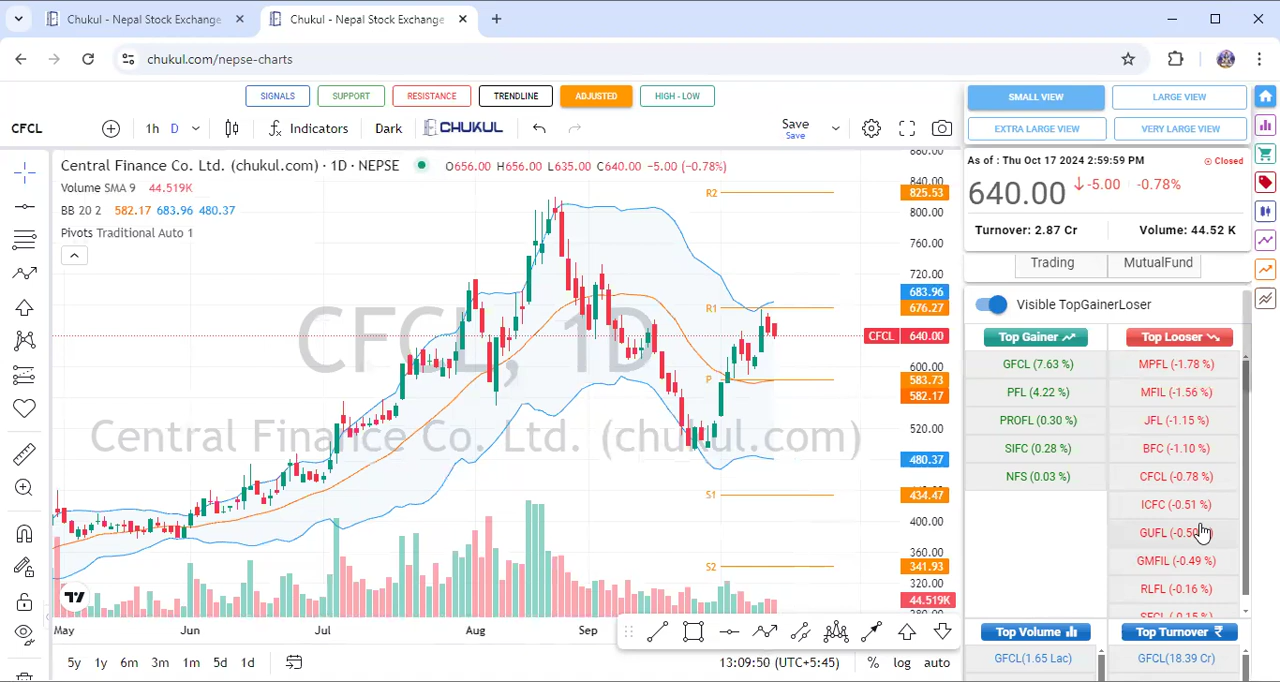 Chukul - Nepal Stock Exchange
Chukul - Nepal Stock Exchange
chukul.com/nepse-charts
SIGNALS
SUPPORT
RESISTANCE
TRENDLINE
ADJUSTED
HIGH - LOW
SMALL VIEW
LARGE VIEW
EXTRA LARGE VIEW
VERY LARGE VIEW
CFCL
1h
D
Indicators
Dark
CHUKUL
Save
Save
Central Finance Co. Ltd. (chukul.com) · 1D · NEPSE
O656.00 H656.00 L635.00 C640.00 -5.00 (-0.78%)
Volume SMA 9 44.519K
BB 20 2 582.17 683.96 480.37
Pivots Traditional Auto 1
CFCL, 1D
Central Finance Co. Ltd. (chukul.com)
R2
R1
P
S1
S2
880.00
840.00
825.53
800.00
760.00
720.00
683.96
676.27
CFCL 640.00
600.00
583.73
582.17
520.00
480.37
434.47
400.00
360.00
341.93
320.00
44.519K
280.00
May
Jun
Jul
Aug
Sep
5y
1y
6m
3m
1m
5d
1d
13:09:50 (UTC+5:45)
%
log
auto
As of : Thu Oct 17 2024 2:59:59 PM
Closed
640.00
-5.00
-0.78%
Turnover: 2.87 Cr
Volume: 44.52 K
Trading
MutualFund
Visible TopGainerLoser
Top Gainer
GFCL (7.63 %)
PFL (4.22 %)
PROFL (0.30 %)
SIFC (0.28 %)
NFS (0.03 %)
Top Looser
MPFL (-1.78 %)
MFIL (-1.56 %)
JFL (-1.15 %)
BFC (-1.10 %)
CFCL (-0.78 %)
ICFC (-0.51 %)
GUFL (-0.50
GMFIL (-0.49 %)
RLFL (-0.16 %)
Top Volume
GFCL(1.65 Lac)
Top Turnover ₹
GFCL(18.39 Cr)